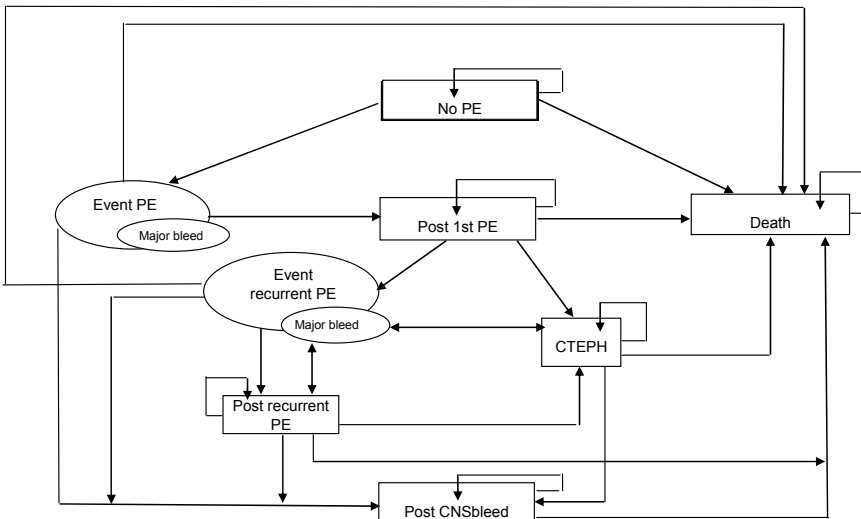 No PE
Event PE
Major bleed
Post 1st PE
Death
Event
recurrent PE
Major bleed
CTEPH
Post recurrent
PE
Post CNSbleed